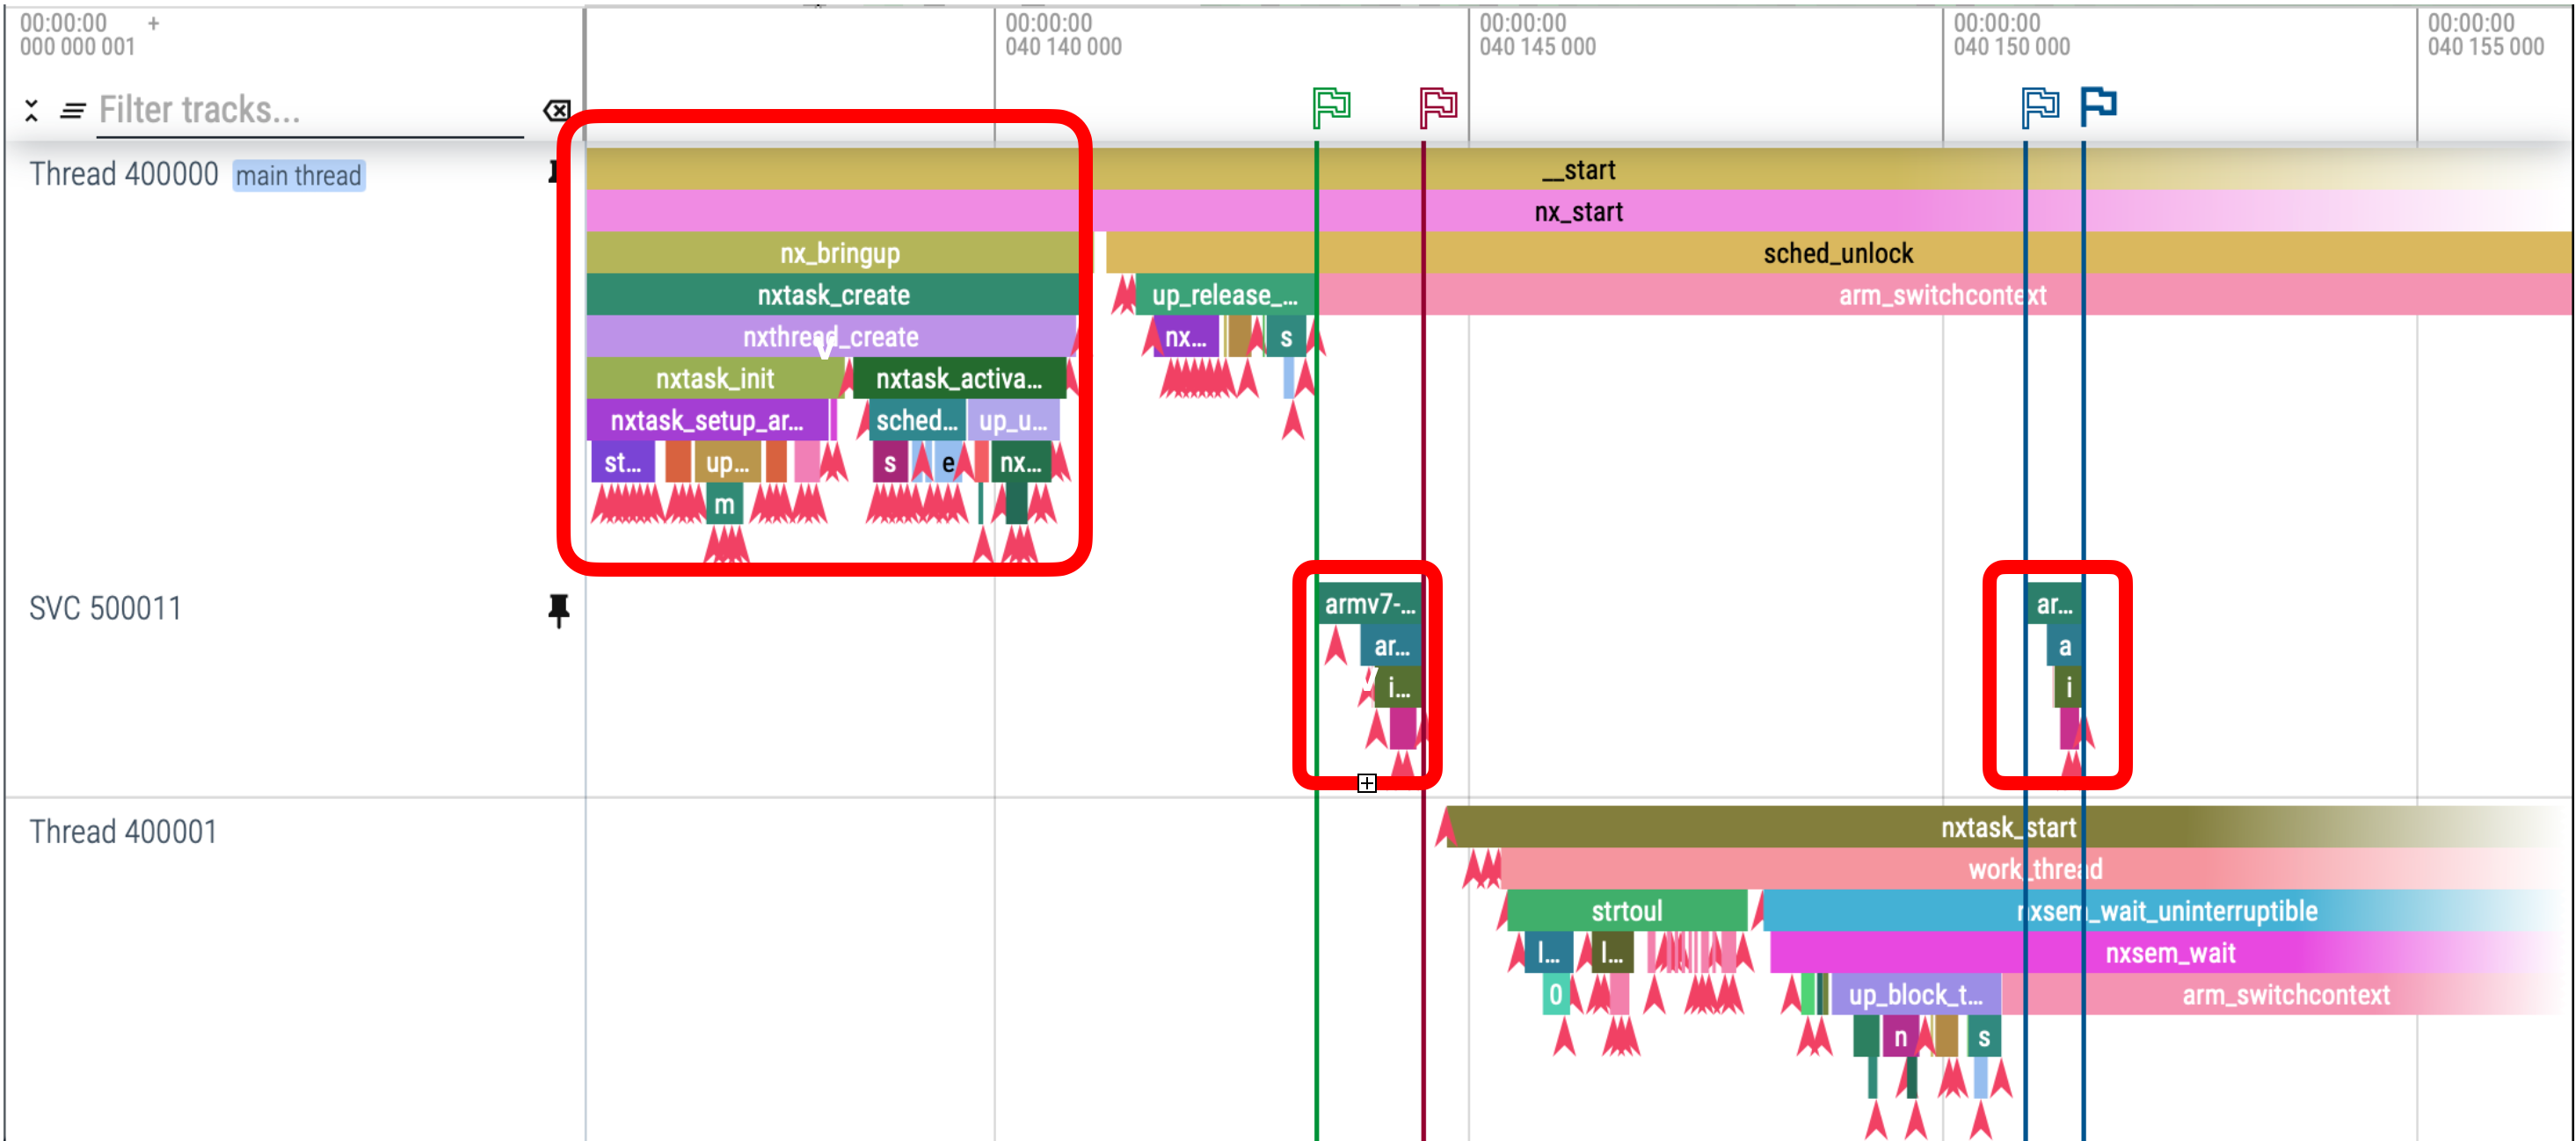 00:00:00 + 00:00:00 00:00:00 00:00:00 00:00:00
000 000 001 040 140 000 040 145 000 040 150 000 040 155 000
Filter tracks...
Thread 400000 main thread
__start
nx_start
nx_bringup sched_unlock
nxtask_create up_release_... arm_switchcontext
nxthread_create nx... s
nxtask_init nxtask_activa...
nxtask_setup_ar... sched... up_u...
st... up... s e nx...
m
SVC 500011 armv7-... ar...
ar... a
i... i
Thread 400001 nxtask_start
work_thread
strtoul nxsem_wait_uninterruptible
l... l... nxsem_wait
0 up_block_t... arm_switchcontext
n s